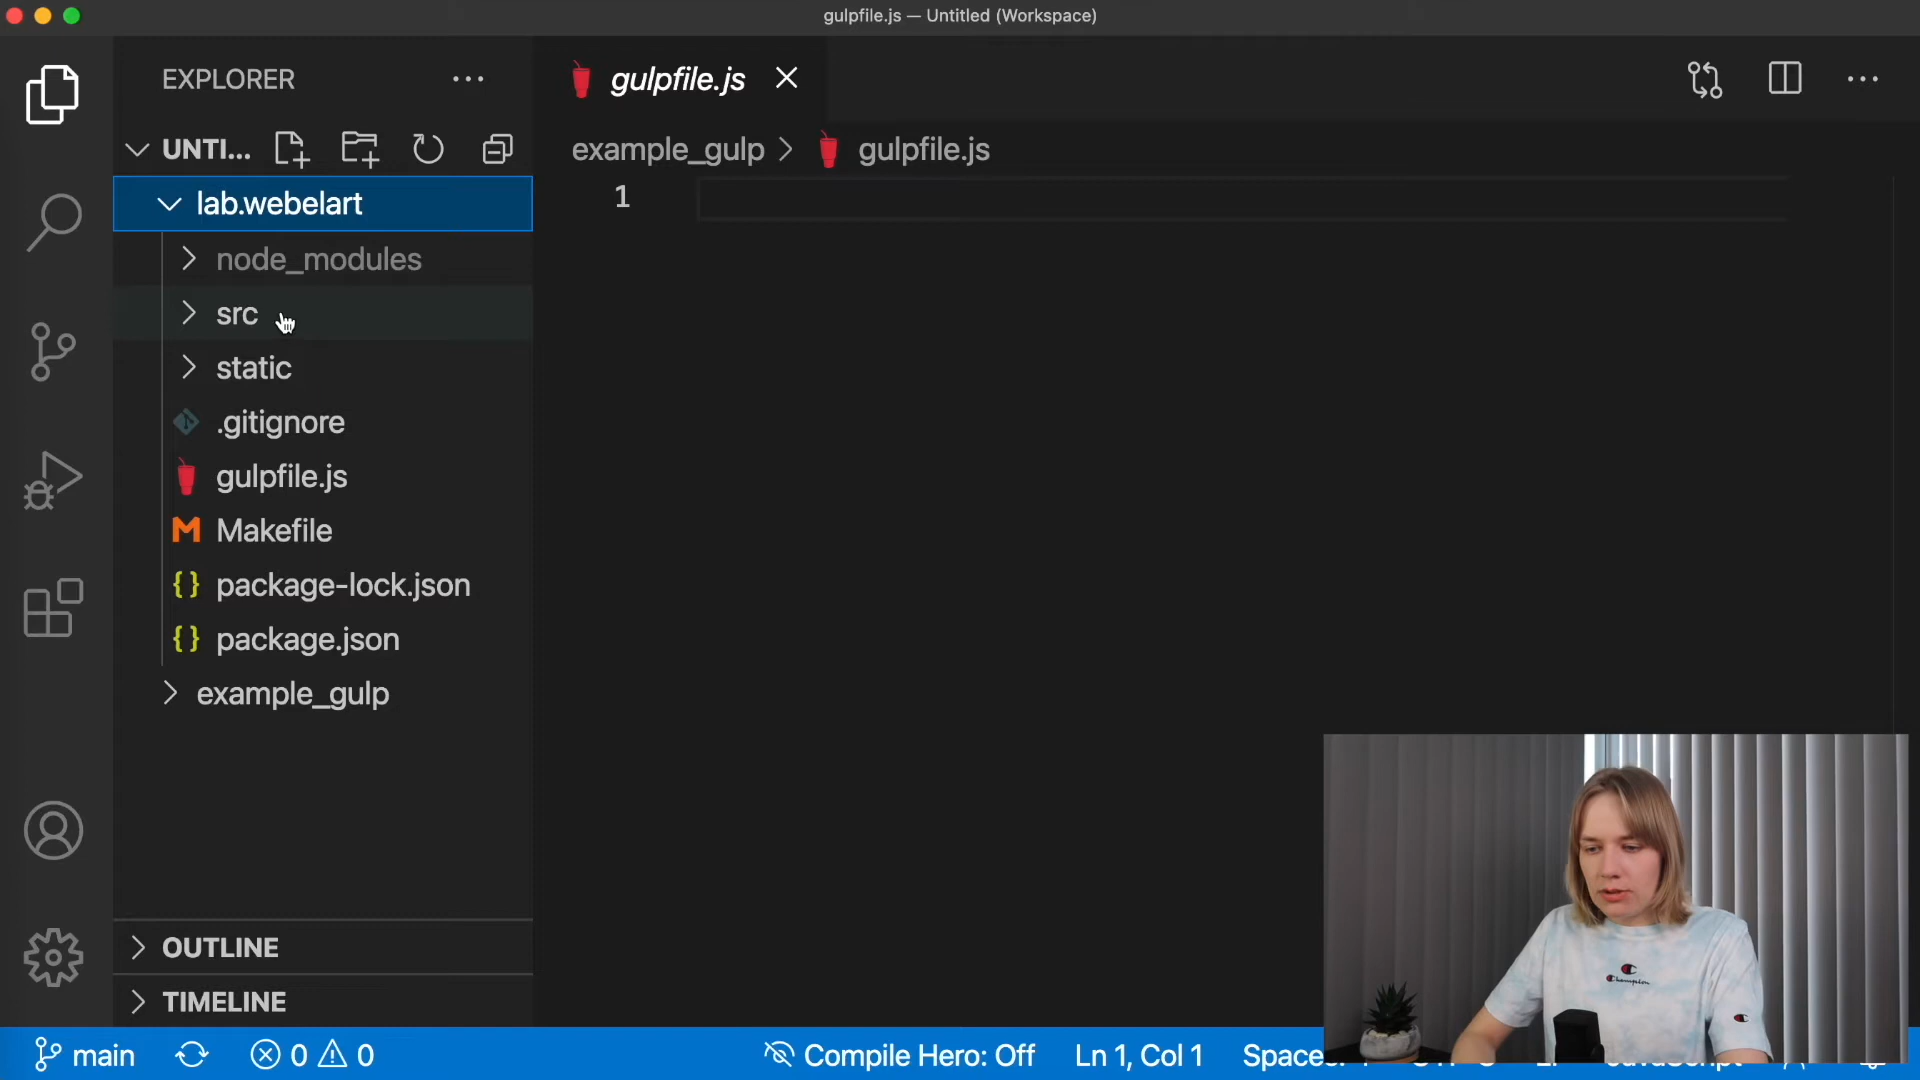 gulpfile.js — Untitled (Workspace)
EXPLORER
gulpfile.js
UNTI...
example_gulp > gulpfile.js
1
lab.webelart
node_modules
src
static
.gitignore
gulpfile.js
Makefile
package-lock.json
package.json
example_gulp
OUTLINE
TIMELINE
Champion
main
0
0
Compile Hero: Off
Ln 1, Col 1